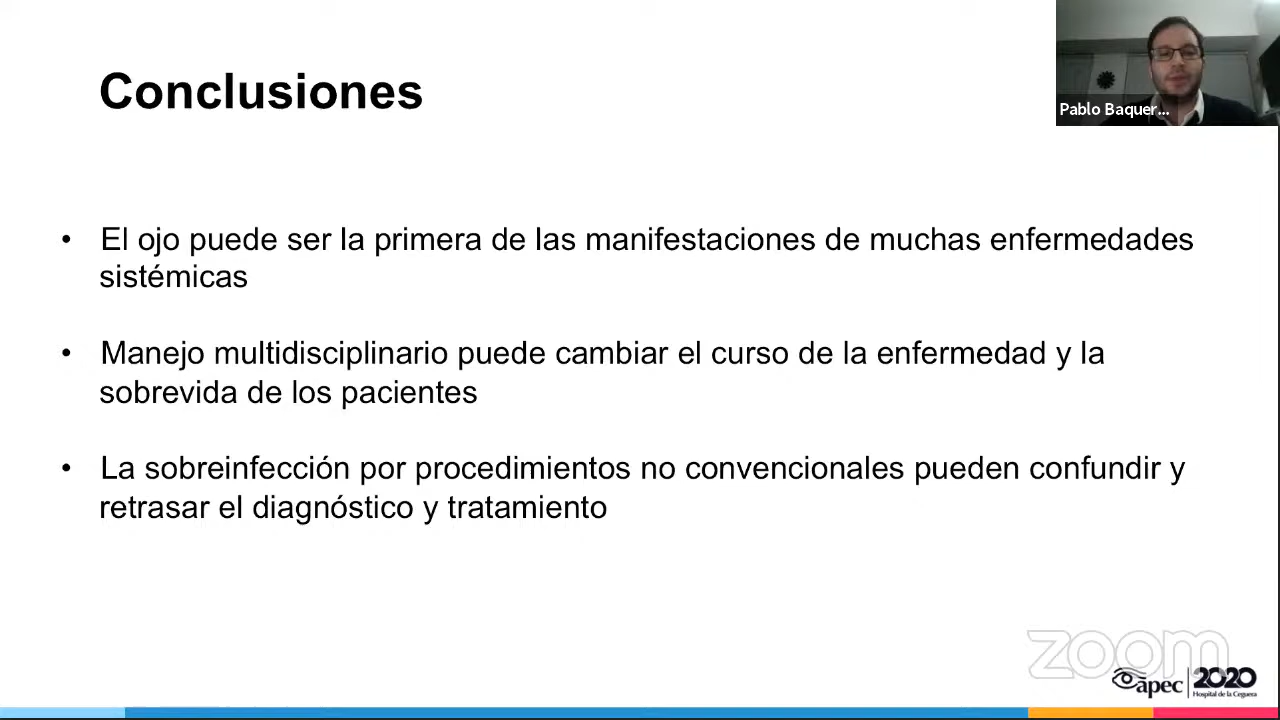 Conclusiones
Pablo Baquer...
• El ojo puede ser la primera de las manifestaciones de muchas enfermedades
sistémicas
• Manejo multidisciplinario puede cambiar el curso de la enfermedad y la
sobrevida de los pacientes
• La sobreinfección por procedimientos no convencionales pueden confundir y
retrasar el diagnóstico y tratamiento
zoom
apec 2020
Hospital de la Ceguera